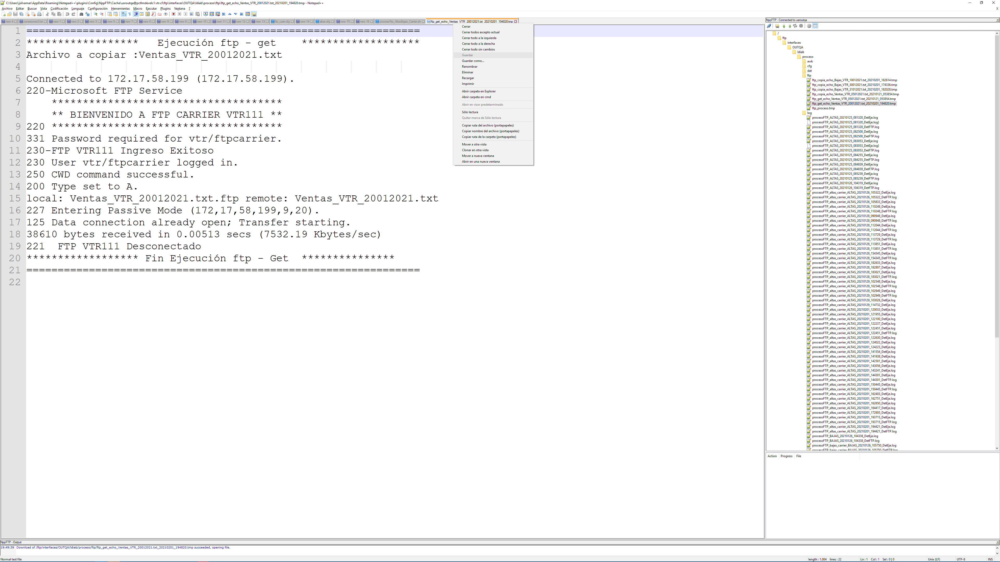 C:\Users\jsilvamar\AppData\Roaming\Notepad++\plugins\Config\NppFTP\Cache\usroutqa@pctlmdevelc1.vtr.cl\ftp\interfaces\OUTQA\ldiab\proceso\ftp\ftp_get_echo_Ventas_VTR_20012021.txt_20210201_194820.tmp - Notepad++
Archivo Editar Buscar Vista Codificación Lenguaje Configuración Herramientas Macro Ejecutar Plugins Ventana ?
new 4 conexiones3.txt new 1 new 2 new 3 new 5 new 7 new 8 new 9 new 6 new 10 new 11 new 12 new 13 ftp_user.cfg new 14 altas.cfg new 15 new 16 procesoFtp_AltasBajas_Carrier.sh ftp_get_echo_Ventas_VTR_20012021.txt_20210201_194820.tmp
1 ===============================================================
2 ****************** Ejecución ftp - get *******************
3 Archivo a copiar :Ventas_VTR_20012021.txt
4
5 Connected to 172.17.58.199 (172.17.58.199).
6 220-Microsoft FTP Service
7 *************************************
8 ** BIENVENIDO A FTP CARRIER VTR111 **
9 220 *************************************
10 331 Password required for vtr/ftpcarrier.
11 230-FTP VTR111 Ingreso Exitoso
12 230 User vtr/ftpcarrier logged in.
13 250 CWD command successful.
14 200 Type set to A.
15 local: Ventas_VTR_20012021.txt.ftp remote: Ventas_VTR_20012021.txt
16 227 Entering Passive Mode (172,17,58,199,9,20).
17 125 Data connection already open; Transfer starting.
18 38610 bytes received in 0.00513 secs (7532.19 Kbytes/sec)
19 221  FTP VTR111 Desconectado
20 ****************** Fin Ejecución ftp - Get ***************
21 ===============================================================
22
Cerrar
Cerrar todos excepto actual
Cerrar todo a la izquierda
Cerrar todo a la derecha
Cerrar todo sin cambios
Guardar
Guardar como...
Renombrar
Eliminar
Recargar
Imprimir
Abrir carpeta en Explorer
Abrir carpeta en cmd
Abrir en visor predeterminado
Sólo lectura
Quitar marca de Sólo lectura
Copiar ruta del archivo (portapapeles)
Copiar nombre del archivo (portapapeles)
Copiar ruta de la carpeta (portapapeles)
Mover a otra vista
Clonar en otra vista
Mover a nueva ventana
Abrir en una nueva ventana
NppFTP - Connected to usroutqa
/
ftp
interfaces
OUTQA
ldiab
proceso
awk
cfg
dat
ftp
ftp_copia_echo_Bajas_VTR_10012021.txt_20210201_182614.tmp
ftp_copia_echo_Bajas_VTR_30012021.txt_20210201_174336.tmp
ftp_copia_echo_Bajas_VTR_31012021.txt_20210201_182028.tmp
ftp_copia_echo_Ventas_VTR_05012021.txt_20210121_053854.tmp
ftp_get_echo_Ventas_VTR_05012021.txt_20210121_053854.tmp
ftp_get_echo_Ventas_VTR_20012021.txt_20210201_194820.tmp
ftp_proceso.tmp
log
procesoFTP_ALTAS_20210125_081320_DetEje.log
procesoFTP_ALTAS_20210125_081320_DetEje.log}
procesoFTP_ALTAS_20210125_081320_DetFTP.log
procesoFTP_ALTAS_20210125_082500_DetEje.log
procesoFTP_ALTAS_20210125_082500_DetFTP.log
procesoFTP_ALTAS_20210125_083053_DetEje.log
procesoFTP_ALTAS_20210125_083053_DetEje.log}
procesoFTP_ALTAS_20210125_083053_DetFTP.log
procesoFTP_ALTAS_20210125_084255_DetEje.log
procesoFTP_ALTAS_20210125_084255_DetFTP.log
procesoFTP_ALTAS_20210125_084839_DetEje.log
procesoFTP_ALTAS_20210125_084839_DetFTP.log
procesoFTP_ALTAS_20210125_085239_DetEje.log
procesoFTP_ALTAS_20210125_085239_DetFTP.log
procesoFTP_ALTAS_20210126_104319_DetEje.log
procesoFTP_ALTAS_20210126_104319_DetFTP.log
procesoFTP_altas_carrier_ALTAS_20210126_105322_DetEje.log
procesoFTP_altas_carrier_ALTAS_20210126_105322_DetFTP.log
procesoFTP_altas_carrier_ALTAS_20210126_105833_DetEje.log
procesoFTP_altas_carrier_ALTAS_20210126_110248_DetEje.log
procesoFTP_altas_carrier_ALTAS_20210126_110248_DetFTP.log
procesoFTP_altas_carrier_ALTAS_20210128_090948_DetEje.log
procesoFTP_altas_carrier_ALTAS_20210128_090948_DetFTP.log
procesoFTP_altas_carrier_ALTAS_20210128_112044_DetEje.log
procesoFTP_altas_carrier_ALTAS_20210128_112044_DetFTP.log
procesoFTP_altas_carrier_ALTAS_20210128_113729_DetEje.log
procesoFTP_altas_carrier_ALTAS_20210128_113729_DetFTP.log
procesoFTP_altas_carrier_ALTAS_20210128_113851_DetEje.log
procesoFTP_altas_carrier_ALTAS_20210128_113851_DetFTP.log
procesoFTP_altas_carrier_ALTAS_20210128_154345_DetEje.log
procesoFTP_altas_carrier_ALTAS_20210128_154345_DetFTP.log
procesoFTP_altas_carrier_ALTAS_20210128_182633_DetEje.log
procesoFTP_altas_carrier_ALTAS_20210128_182807_DetEje.log
procesoFTP_altas_carrier_ALTAS_20210128_183021_DetEje.log
procesoFTP_altas_carrier_ALTAS_20210128_183021_DetFTP.log
procesoFTP_altas_carrier_ALTAS_20210129_102548_DetEje.log
procesoFTP_altas_carrier_ALTAS_20210129_102548_DetFTP.log
procesoFTP_altas_carrier_ALTAS_20210129_102949_DetEje.log
procesoFTP_altas_carrier_ALTAS_20210129_102949_DetFTP.log
procesoFTP_altas_carrier_ALTAS_20210129_103026_DetEje.log
procesoFTP_altas_carrier_ALTAS_20210129_114732_DetEje.log
procesoFTP_altas_carrier_ALTAS_20210201_120033_DetEje.log
procesoFTP_altas_carrier_ALTAS_20210201_121955_DetEje.log
procesoFTP_altas_carrier_ALTAS_20210201_122100_DetEje.log
procesoFTP_altas_carrier_ALTAS_20210201_122237_DetEje.log
procesoFTP_altas_carrier_ALTAS_20210201_122451_DetEje.log
procesoFTP_altas_carrier_ALTAS_20210201_122451_DetFTP.log
procesoFTP_altas_carrier_ALTAS_20210201_122630_DetEje.log
procesoFTP_altas_carrier_ALTAS_20210201_124022_DetEje.log
procesoFTP_altas_carrier_ALTAS_20210201_124223_DetEje.log
procesoFTP_altas_carrier_ALTAS_20210201_141554_DetEje.log
procesoFTP_altas_carrier_ALTAS_20210201_141938_DetEje.log
procesoFTP_altas_carrier_ALTAS_20210201_142501_DetEje.log
procesoFTP_altas_carrier_ALTAS_20210201_143056_DetEje.log
procesoFTP_altas_carrier_ALTAS_20210201_143241_DetEje.log
procesoFTP_altas_carrier_ALTAS_20210201_144301_DetEje.log
procesoFTP_altas_carrier_ALTAS_20210201_144301_DetFTP.log
procesoFTP_altas_carrier_ALTAS_20210201_150445_DetEje.log
procesoFTP_altas_carrier_ALTAS_20210201_150445_DetFTP.log
procesoFTP_altas_carrier_ALTAS_20210201_162403_DetEje.log
procesoFTP_altas_carrier_ALTAS_20210201_162751_DetEje.log
procesoFTP_altas_carrier_ALTAS_20210201_162850_DetEje.log
procesoFTP_altas_carrier_ALTAS_20210201_164417_DetEje.log
procesoFTP_altas_carrier_ALTAS_20210201_172905_DetEje.log
procesoFTP_altas_carrier_ALTAS_20210201_193715_DetEje.log
procesoFTP_altas_carrier_ALTAS_20210201_193715_DetFTP.log
procesoFTP_altas_carrier_ALTAS_20210201_194421_DetEje.log
procesoFTP_altas_carrier_ALTAS_20210201_194421_DetFTP.log
procesoFTP_BAJAS_20210126_104338_DetEje.log
procesoFTP_BAJAS_20210126_104338_DetFTP.log
procesoFTP_bajas_carrier_BAJAS_20210126_105750_DetEje.log
procesoFTP_bajas_carrier_BAJAS_20210126_105750_DetFTP.log
Action Progress File
NppFTP - Output
19:49:39 Download of /ftp/interfaces/OUTQA/ldiab/proceso/ftp/ftp_get_echo_Ventas_VTR_20012021.txt_20210201_194820.tmp succeeded, opening file.
Normal text file length : 1.004 lines : 22 Ln : 1 Col : 1 Sel : 0 | 0 Unix (LF) UTF-8 INS